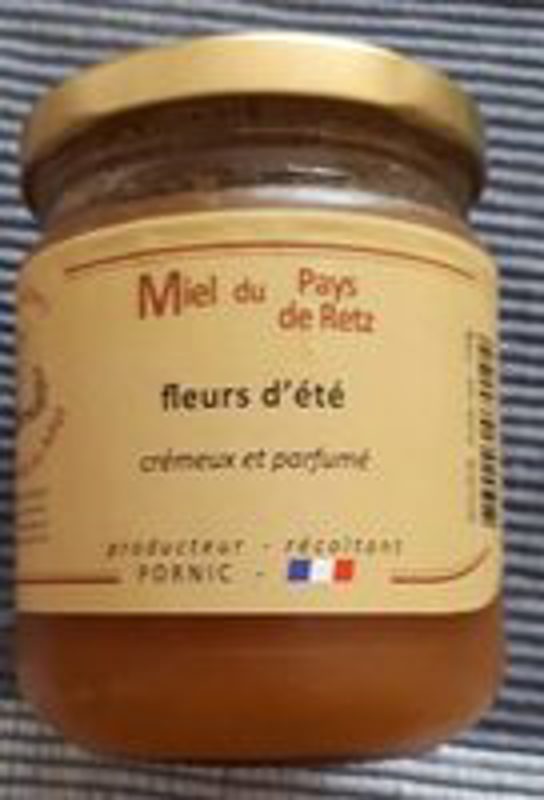 Miel du Pays
de Retz
fleurs d'été
crémeux et parfumé
producteur - récoltant
PORNIC -